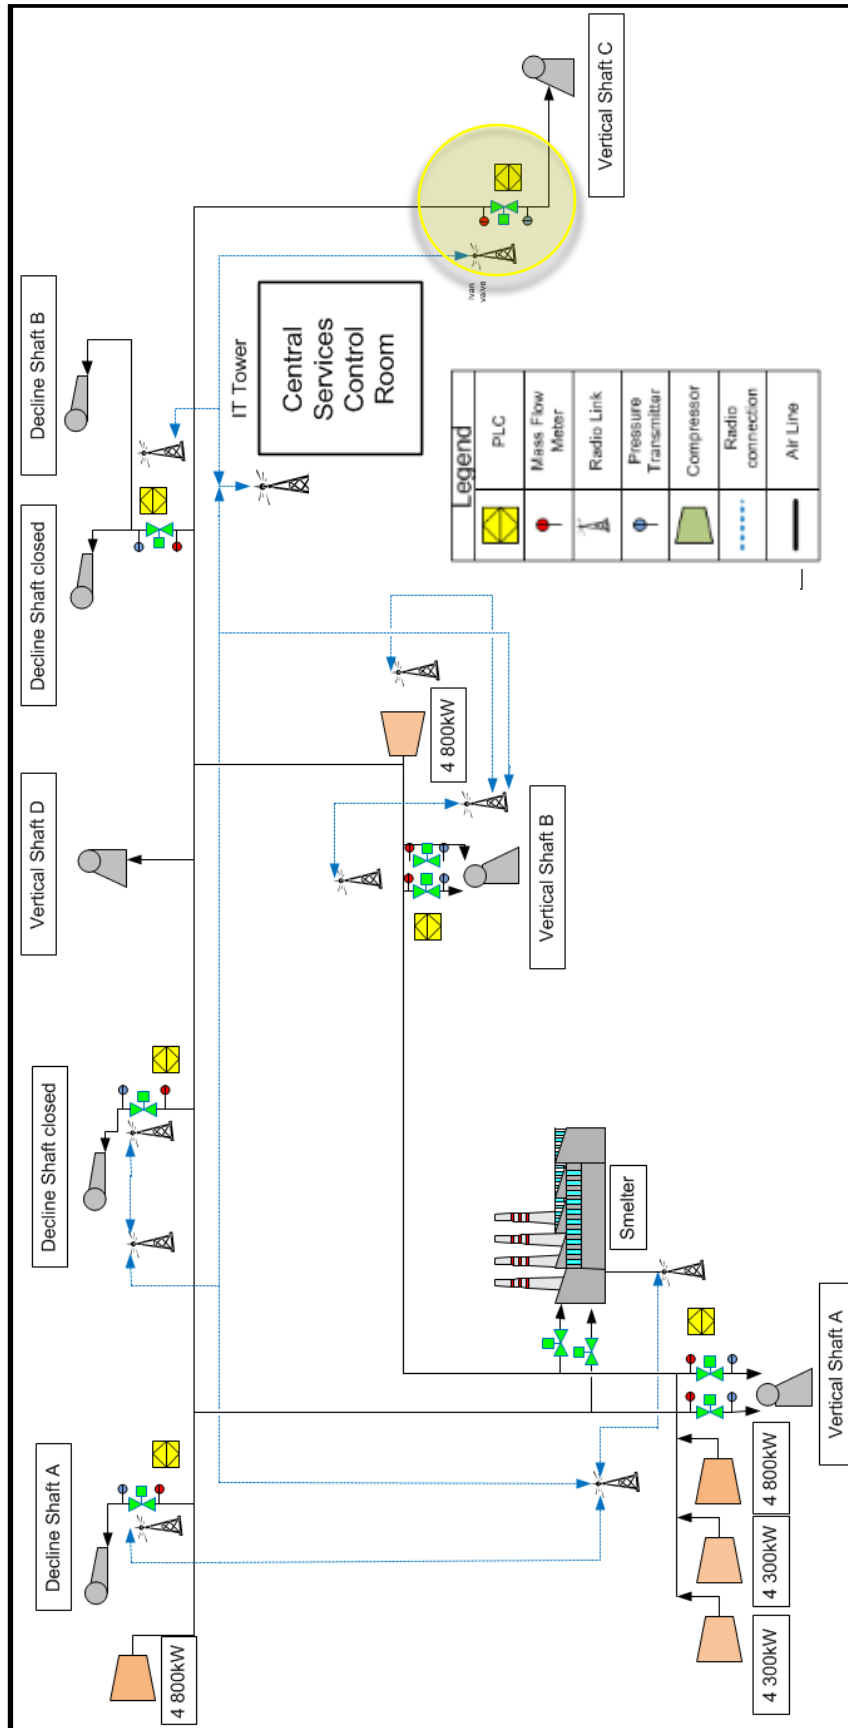 Decline Shaft A
Decline Shaft closed
Vertical Shaft D
Decline Shaft closed
Decline Shaft B
Vertical Shaft C
4 800kW
IT Tower
Central
Services
Control
Room
Ivan
valve
4 800kW
Vertical Shaft B
Smelter
Vertical Shaft A
4 300kW
4 300kW
4 800kW
Legend
PLC
Mass Flow
Meter
Radio Link
Pressure
Transmitter
Compressor
Radio
connection
Air Line